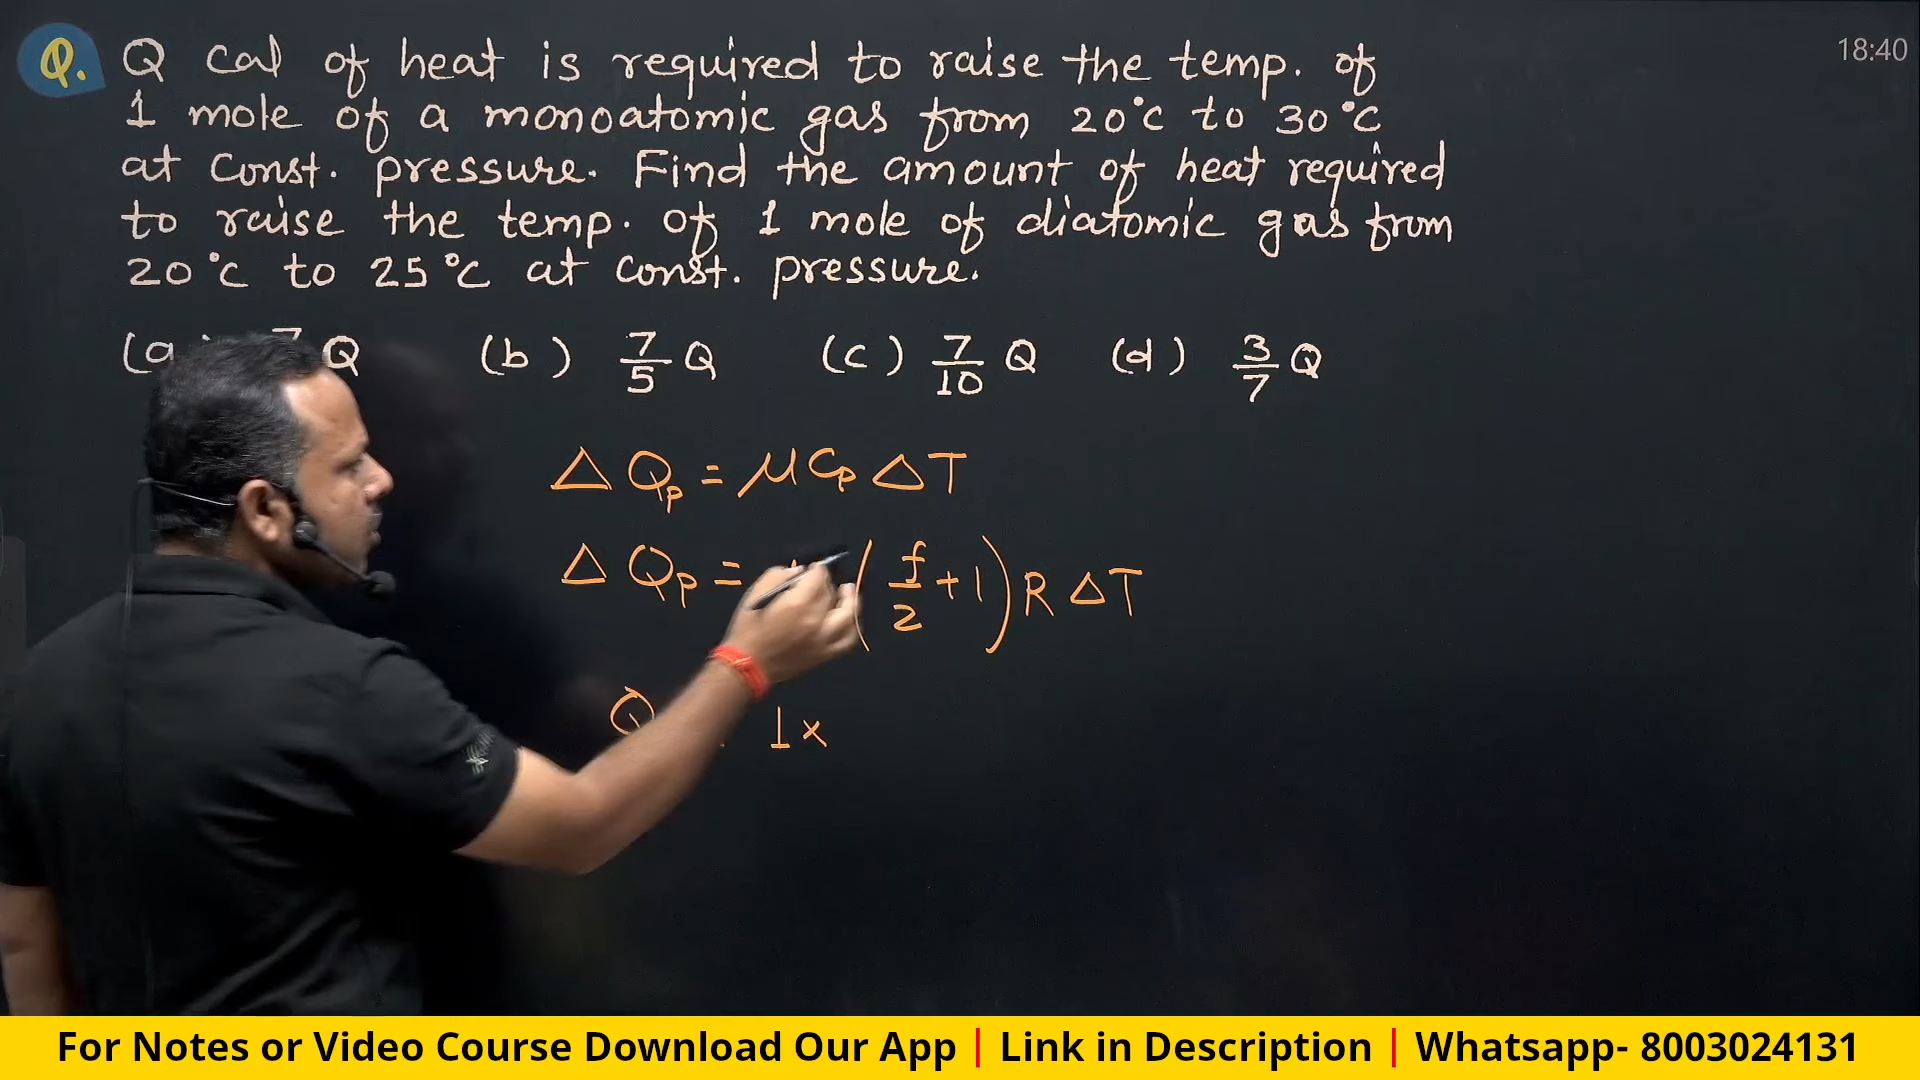 18:40
Q. Q cal of heat is required to raise the temp. of
1 mole of a monoatomic gas from 20°C to 30°C
at const. pressure. Find the amount of heat required
to raise the temp. of 1 mole of diatomic gas from
20°C to 25°C at const. pressure.
(a Q (b) 7/5 Q (c) 7/10 Q (d) 3/7 Q
ΔQp = μCpΔT
ΔQp = (f/2 + 1) R ΔT
Q 1×
For Notes or Video Course Download Our App | Link in Description | Whatsapp- 8003024131